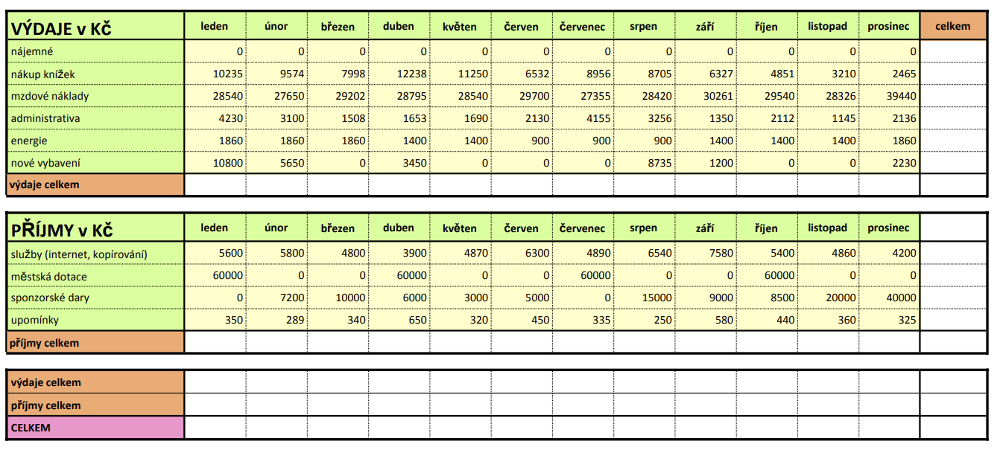 VÝDAJE v Kč leden únor březen duben květen červen červenec srpen září říjen listopad prosinec celkem
nájemné 0 0 0 0 0 0 0 0 0 0 0 0
nákup knížek 10235 9574 7998 12238 11250 6532 8956 8705 6327 4851 3210 2465
mzdové náklady 28540 27650 29202 28795 28540 29700 27355 28420 30261 29540 28326 39440
administrativa 4230 3100 1508 1653 1690 2130 4155 3256 1350 2112 1145 2136
energie 1860 1860 1860 1400 1400 900 900 900 1400 1400 1400 1860
nové vybavení 10800 5650 0 3450 0 0 0 8735 1200 0 0 2230
výdaje celkem
PŘÍJMY v Kč leden únor březen duben květen červen červenec srpen září říjen listopad prosinec
služby (internet, kopírování) 5600 5800 4800 3900 4870 6300 4890 6540 7580 5400 4860 4200
městská dotace 60000 0 0 60000 0 0 60000 0 0 60000 0 0
sponzorské dary 0 7200 10000 6000 3000 5000 0 15000 9000 8500 20000 40000
upomínky 350 289 340 650 320 450 335 250 580 440 360 325
příjmy celkem
výdaje celkem
příjmy celkem
CELKEM